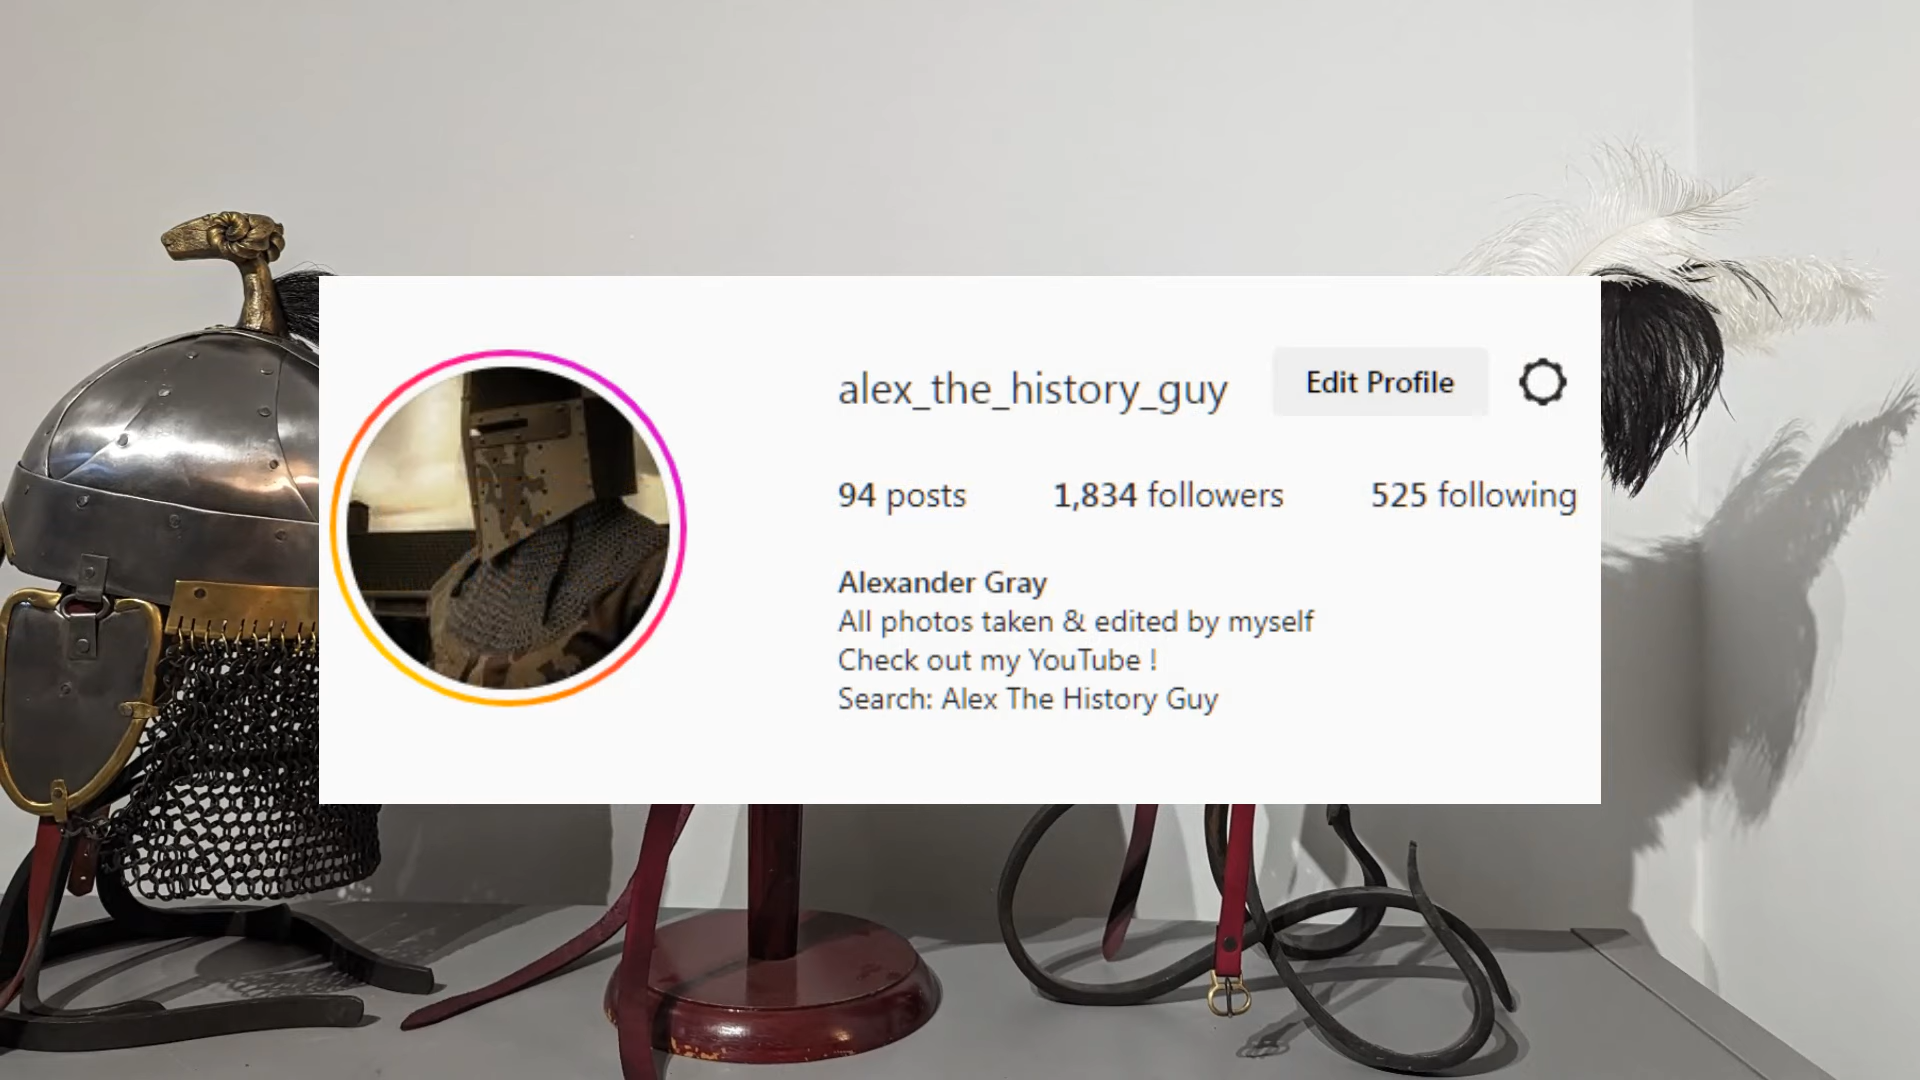 alex_the_history_guy Edit Profile
94 posts 1,834 followers 525 following
Alexander Gray
All photos taken & edited by myself
Check out my YouTube !
Search: Alex The History Guy